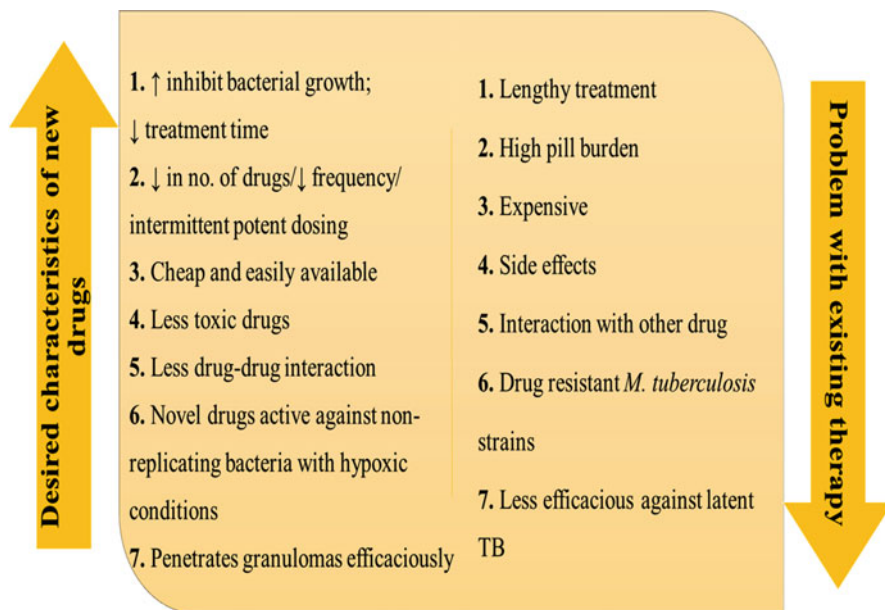 Desired characteristics of new
drugs
1. ↑ inhibit bacterial growth;
↓ treatment time
2. ↓ in no. of drugs/↓ frequency/
intermittent potent dosing
3. Cheap and easily available
4. Less toxic drugs
5. Less drug-drug interaction
6. Novel drugs active against non-
replicating bacteria with hypoxic
conditions
7. Penetrates granulomas efficaciously
1. Lengthy treatment
2. High pill burden
3. Expensive
4. Side effects
5. Interaction with other drug
6. Drug resistant M. tuberculosis
strains
7. Less efficacious against latent
TB
Problem with existing therapy